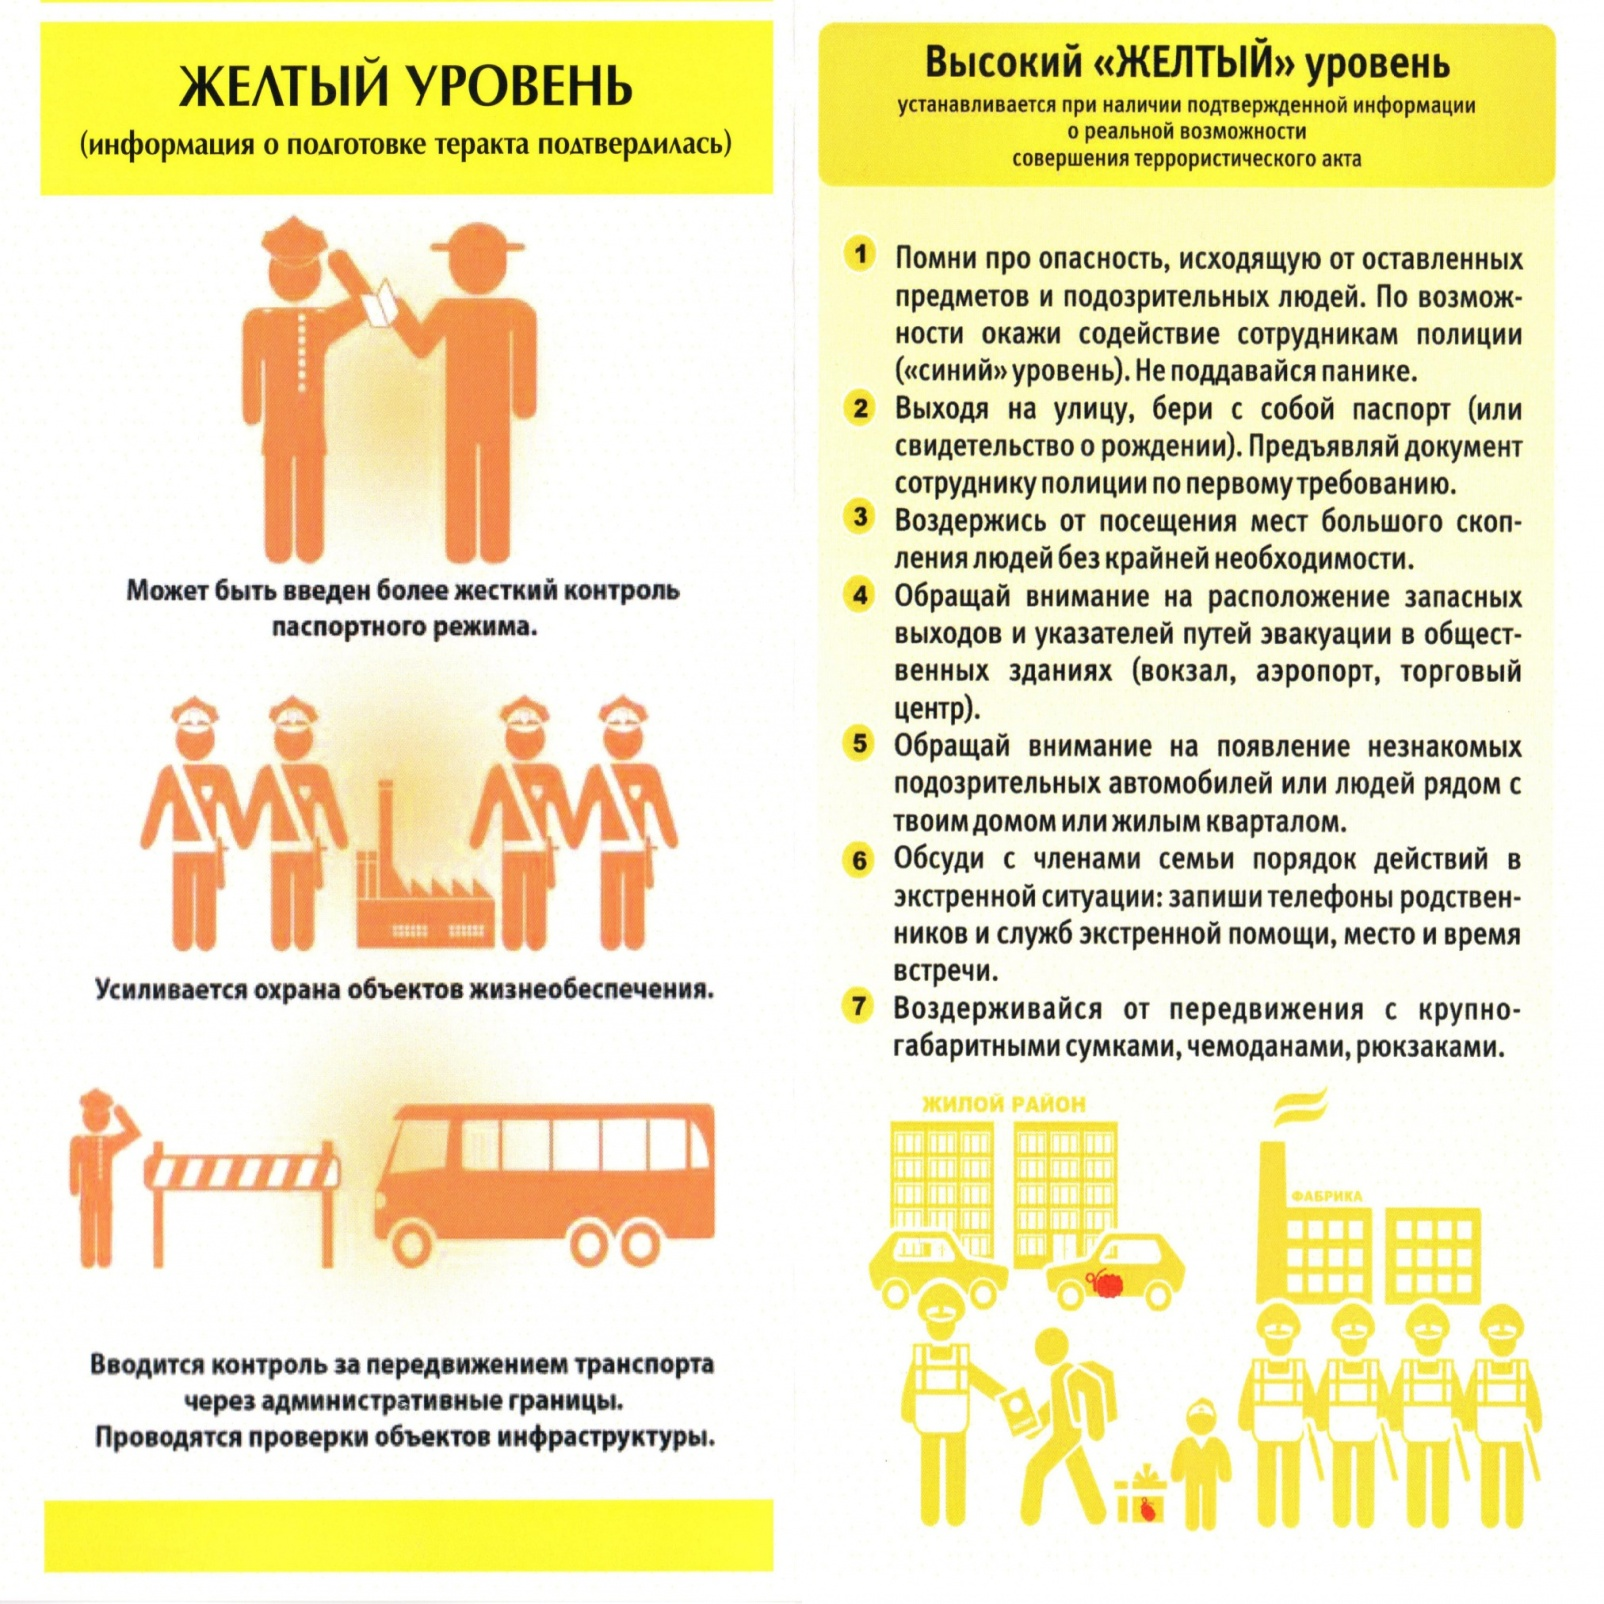 ЖЕЛТЫЙ УРОВЕНЬ
(информация о подготовке теракта подтвердилась)
Может быть введен более жесткий контроль
паспортного режима.
Усиливается охрана объектов жизнеобеспечения.
Вводится контроль за передвижением транспорта
через административные границы.
Проводятся проверки объектов инфраструктуры.
Высокий «ЖЕЛТЫЙ» уровень
устанавливается при наличии подтвержденной информации
о реальной возможности
совершения террористического акта
1 Помни про опасность, исходящую от оставленных
предметов и подозрительных людей. По возмож-
ности окажи содействие сотрудникам полиции
(«синий» уровень). Не поддавайся панике.
2 Выходя на улицу, бери с собой паспорт (или
свидетельство о рождении). Предъявляй документ
сотруднику полиции по первому требованию.
3 Воздержись от посещения мест большого скоп-
ления людей без крайней необходимости.
4 Обращай внимание на расположение запасных
выходов и указателей путей эвакуации в общест-
венных зданиях (вокзал, аэропорт, торговый
центр).
5 Обращай внимание на появление незнакомых
подозрительных автомобилей или людей рядом с
твоим домом или жилым кварталом.
6 Обсуди с членами семьи порядок действий в
экстренной ситуации: запиши телефоны родствен-
ников и служб экстренной помощи, место и время
встречи.
7 Воздерживайся от передвижения с крупно-
габаритными сумками, чемоданами, рюкзаками.
ЖИЛОЙ РАЙОН
ФАБРИКА